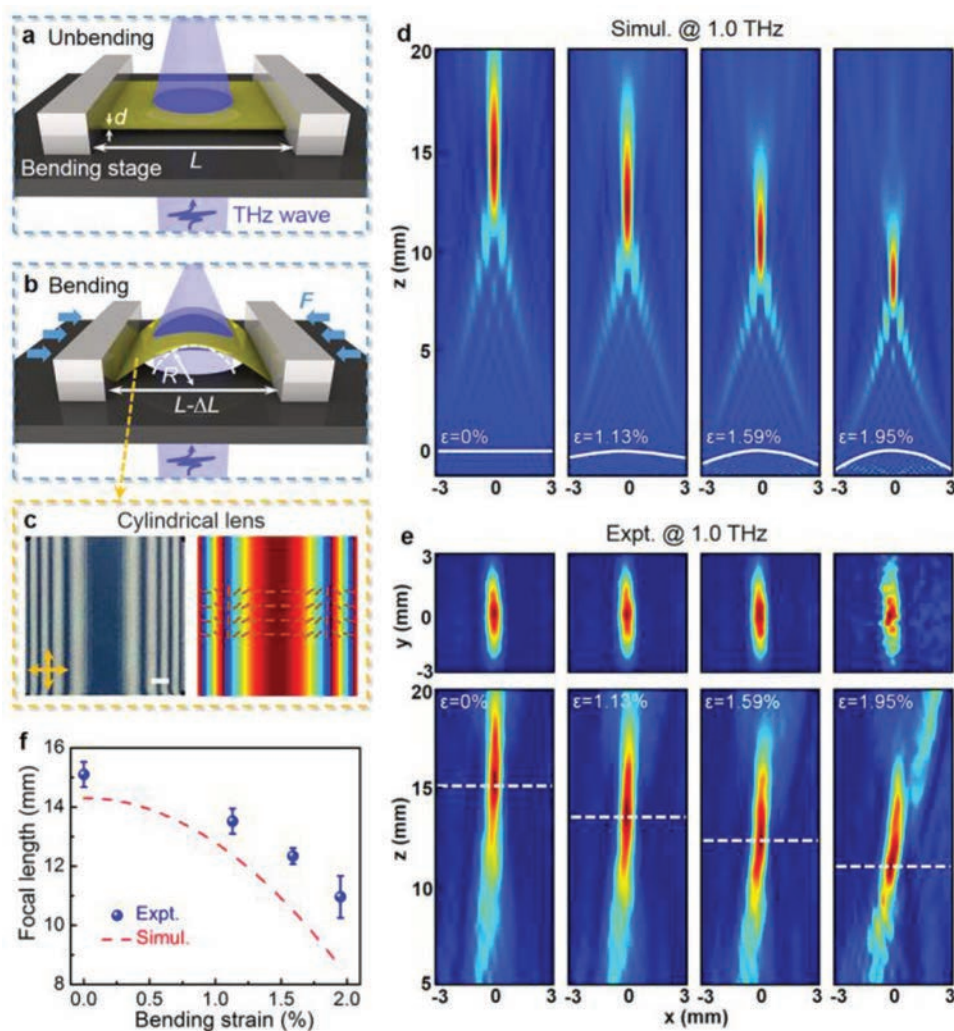 a Unbending
d
L
Bending stage
THz wave
b Bending
F
R
L-ΔL
c Cylindrical lens
f
Focal length (mm)
16
14
12
10
8
Expt.
Simul.
0.0 0.5 1.0 1.5 2.0
Bending strain (%)
d Simul. @ 1.0 THz
z (mm)
20
15
10
5
0
ε=0% ε=1.13% ε=1.59% ε=1.95%
-3 0 3 -3 0 3 -3 0 3 -3 0 3
e Expt. @ 1.0 THz
y (mm)
3
0
-3
z (mm)
20
15
10
5
ε=0% ε=1.13% ε=1.59% ε=1.95%
-3 0 3 -3 0 3 -3 0 3 -3 0 3
x (mm)